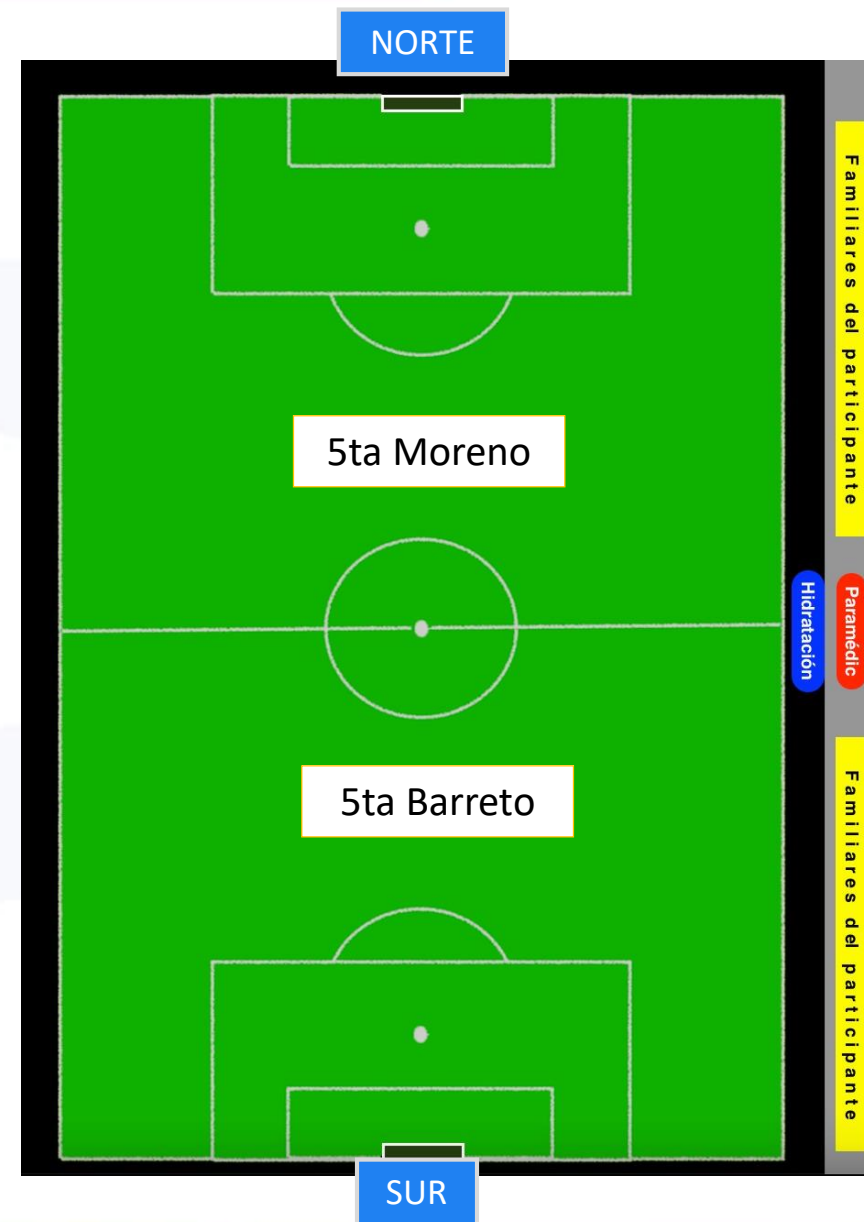 NORTE
Familiares del participante
5ta Moreno
Hidratación
Paramédic
5ta Barreto
Familiares del participante
SUR